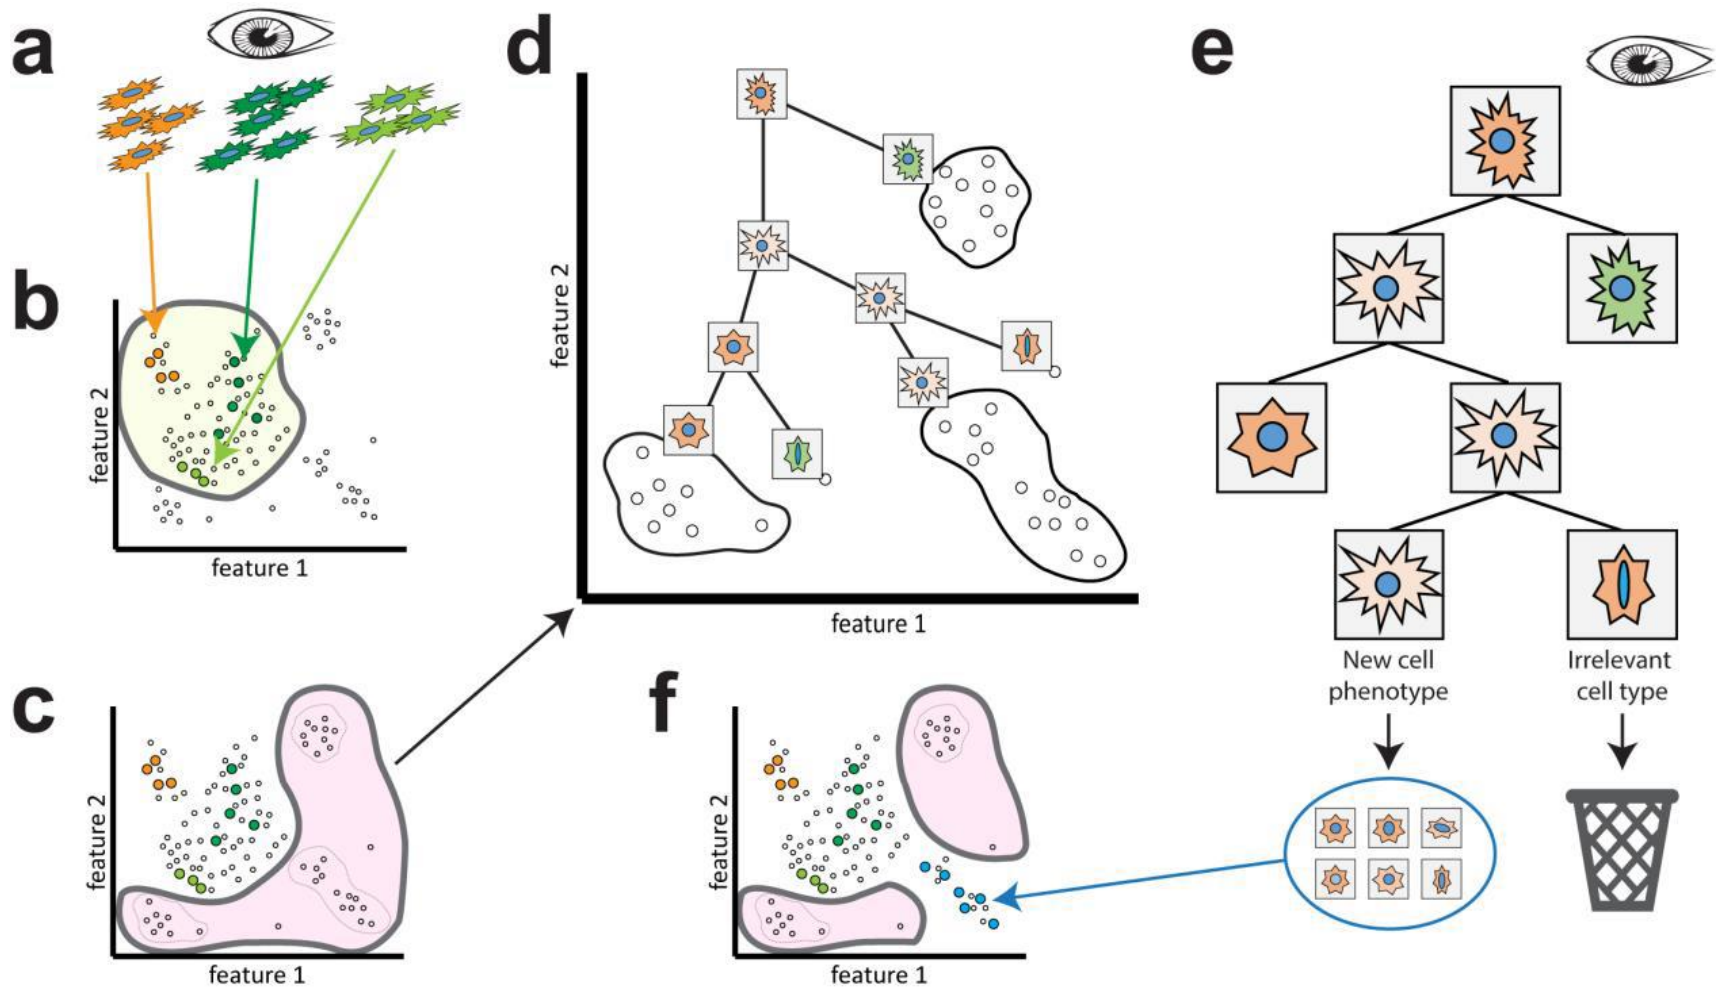 a
b
feature 2
feature 1
c
feature 2
feature 1
d
feature 2
feature 1
e
New cell
phenotype
Irrelevant
cell type
f
feature 2
feature 1